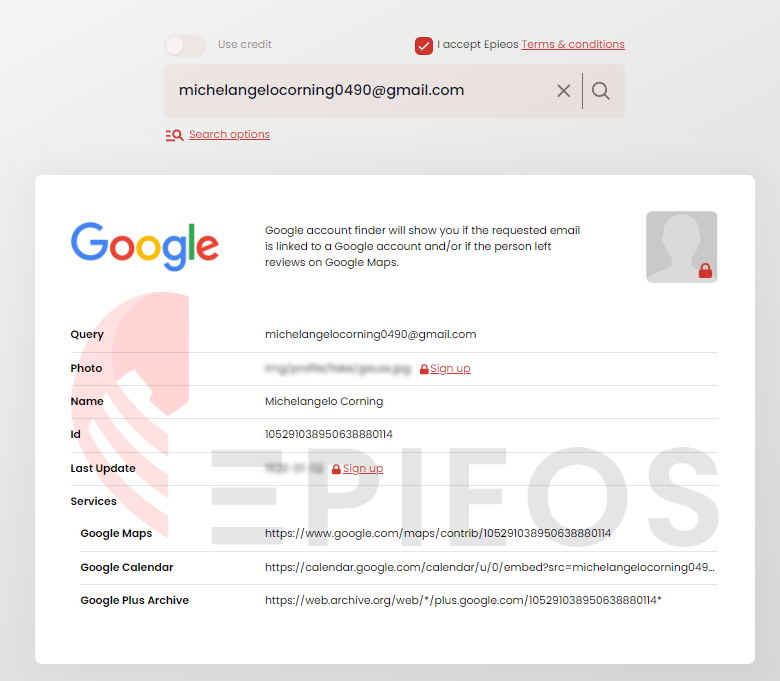 Use credit
I accept Epieos Terms & conditions
michelangelocorning0490@gmail.com
Search options
Google
Google account finder will show you if the requested email
is linked to a Google account and/or if the person left
reviews on Google Maps.
Query michelangelocorning0490@gmail.com
Photo Sign up
Name Michelangelo Corning
Id 105291038950638880114
Last Update Sign up
EPIEOS
Services
Google Maps https://www.google.com/maps/contrib/105291038950638880114
Google Calendar https://calendar.google.com/calendar/u/0/embed?src=michelangelocorning049...
Google Plus Archive https://web.archive.org/web/*/plus.google.com/105291038950638880114*